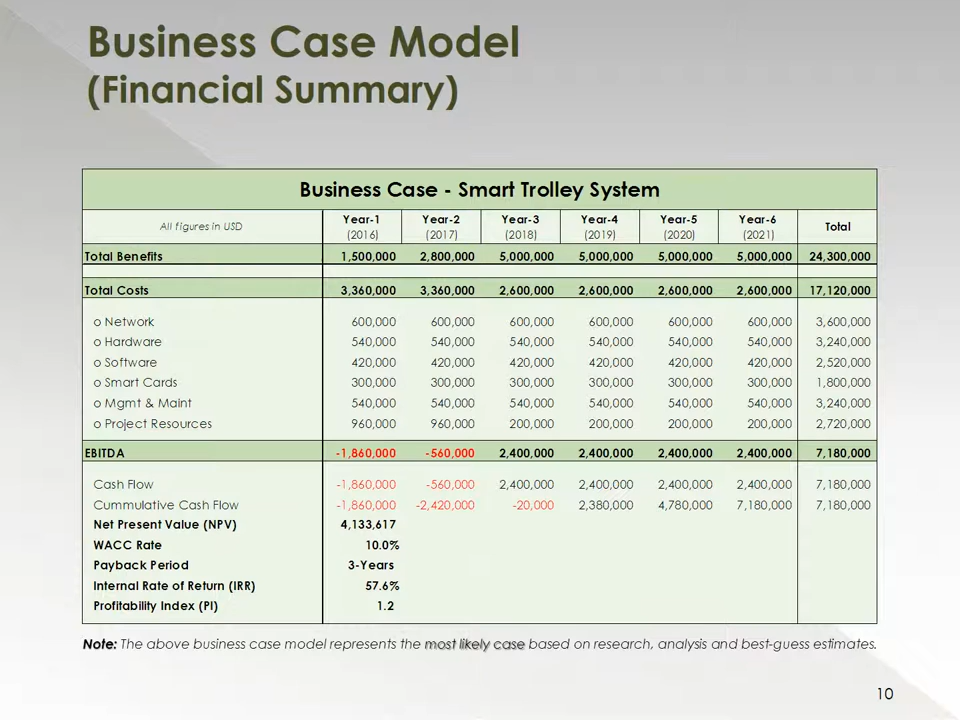 Business Case Model
(Financial Summary)
Business Case - Smart Trolley System
All figures in USD Year-1 Year-2 Year-3 Year-4 Year-5 Year-6 Total
(2016) (2017) (2018) (2019) (2020) (2021)
Total Benefits 1,500,000 2,800,000 5,000,000 5,000,000 5,000,000 5,000,000 24,300,000
Total Costs 3,360,000 3,360,000 2,600,000 2,600,000 2,600,000 2,600,000 17,120,000
o Network 600,000 600,000 600,000 600,000 600,000 600,000 3,600,000
o Hardware 540,000 540,000 540,000 540,000 540,000 540,000 3,240,000
o Software 420,000 420,000 420,000 420,000 420,000 420,000 2,520,000
o Smart Cards 300,000 300,000 300,000 300,000 300,000 300,000 1,800,000
o Mgmt & Maint 540,000 540,000 540,000 540,000 540,000 540,000 3,240,000
o Project Resources 960,000 960,000 200,000 200,000 200,000 200,000 2,720,000
EBITDA -1,860,000 -560,000 2,400,000 2,400,000 2,400,000 2,400,000 7,180,000
Cash Flow -1,860,000 -560,000 2,400,000 2,400,000 2,400,000 2,400,000 7,180,000
Cummulative Cash Flow -1,860,000 -2,420,000 -20,000 2,380,000 4,780,000 7,180,000 7,180,000
Net Present Value (NPV) 4,133,617
WACC Rate 10.0%
Payback Period 3-Years
Internal Rate of Return (IRR) 57.6%
Profitability Index (PI) 1.2
Note: The above business case model represents the most likely case based on research, analysis and best-guess estimates.
10